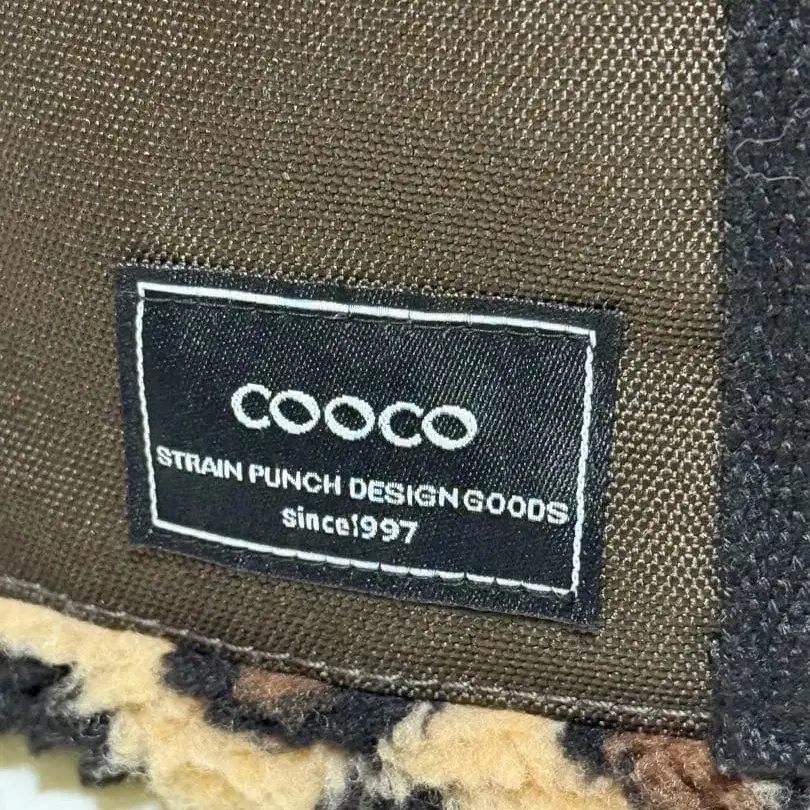 COOCO
STRAIN PUNCH DESIGN GOODS
since1997